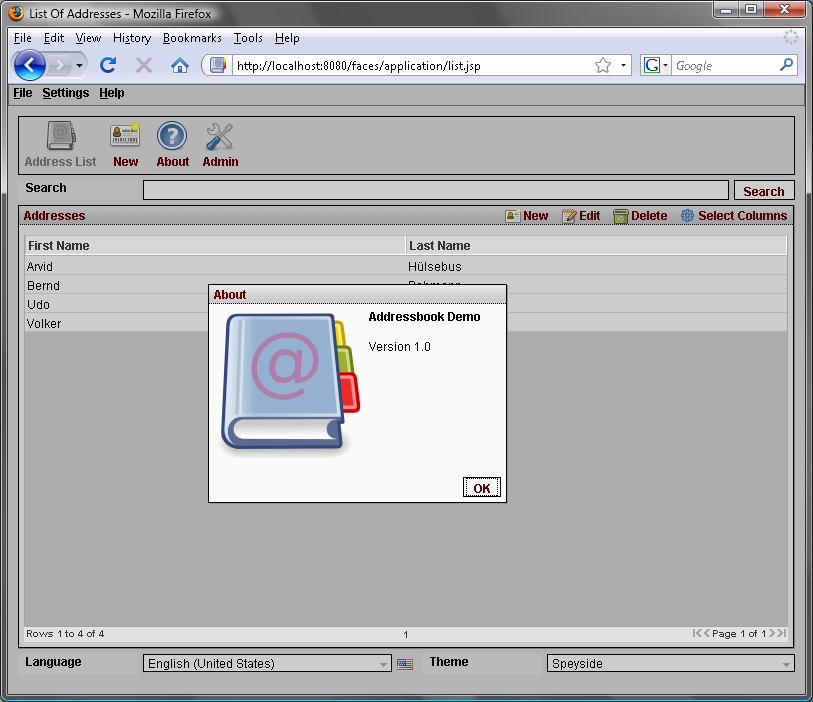 List Of Addresses - Mozilla Firefox
File Edit View History Bookmarks Tools Help
http://localhost:8080/faces/application/list.jsp G Google
File Settings Help
Address List New About Admin
Search Search
Addresses New Edit Delete Select Columns
First Name Last Name
Arvid Hülsebus
Bernd
Udo
Volker
About
Addressbook Demo
Version 1.0
@
OK
Rows 1 to 4 of 4 1 Page 1 of 1
Language English (United States) Theme Speyside